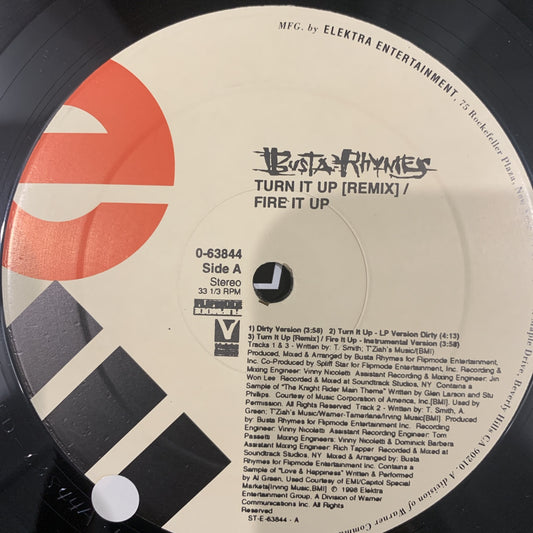 MFG. by ELEKTRA ENTERTAINMENT, 75 Rockefeller Plaza, New
Drive, Beverly Hills CA 90210. A division of Warner Commu
BUSTA RHYMES
TURN IT UP [REMIX] /
FIRE IT UP
0-63844
Side A
Stereo
33 1/3 RPM
FLIPMODE
1) Dirty Version (3:58) 2) Turn It Up - LP Version Dirty (4:13)
3) Turn It Up [Remix] / Fire It Up - Instrumental Version (3:58)
Tracks 1 & 3 - Written by: T. Smith; T'Ziah's Music/(BMI)
Produced, Mixed & Arranged by Busta Rhymes for Flipmode Entertainment,
Inc. Co-Produced by Spliff Star for Flipmode Entertainment, Inc. Recording &
Mixing Engineer: Vinny Nicoletti Assistant Recording & Mixing Engineer: Jin
Won Lee Recorded & Mixed at Soundtrack Studios, NY Contains a
Sample of "The Knight Rider Main Theme" Written by Glen Larson and Stu
Phillips. Courtesy of Music Corporation of America, Inc.[BMI] Used by
Permission. All Rights Reserved Track 2 - Written by: T. Smith, A.
Green; T'Ziah's Music/Warner-Tamerlane/Irving Music[BMI] Produced
by Busta Rhymes for Flipmode Entertainment Inc. Recording
Engineer: Vinny Nicoletti Assistant Recording Engineer: Tom
Passetti Mixing Engineers: Vinny Nicoletti & Dominick Barbera
Assistant Mixing Engineer: Rich Tapper Recorded & Mixed at
Soundtrack Studios, NY Mixed & Arranged by: Busta
Rhymes for Flipmode Entertainment Inc. Contains a
Sample of "Love & Happiness" Written & Performed
by Al Green, Used Courtesy of EMI/Capitol Special
Markets[Irving Music,BMI] ℗ © 1998 Elektra
Entertainment Group. A Division of Warner
Communications Inc. All Rights
Reserved
ST-E -63844 - A